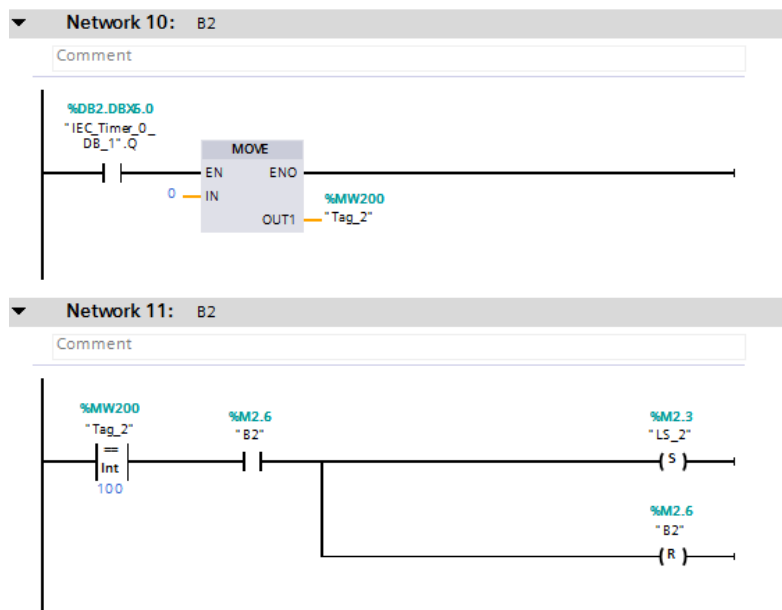 Network 10: B2
Comment
%DB2.DBX6.0
"IEC_Timer_0_
DB_1".Q
MOVE
EN ENO
0 IN
%MW200
OUT1 "Tag_2"
Network 11: B2
Comment
%MW200
"Tag_2"
==
Int
100
%M2.6
"B2"
%M2.3
"LS_2"
S
%M2.6
"B2"
R